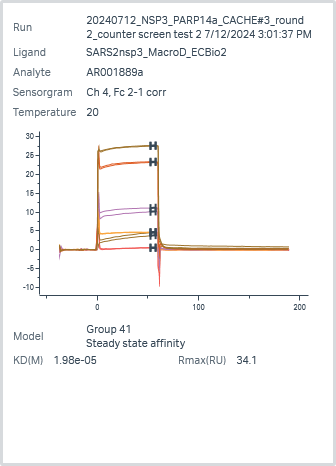 Run
20240712_NSP3_PARP14a_CACHE#3_round
2_counter screen test 2 7/12/2024 3:01:37 PM
Ligand SARS2nsp3_MacroD_ECBio2
Analyte AR001889a
Sensorgram Ch 4, Fc 2-1 corr
Temperature 20
30
25
20
15
10
5
0
-5
-10
0 100 200
Model
Group 41
Steady state affinity
KD(M) 1.98e-05 Rmax(RU) 34.1